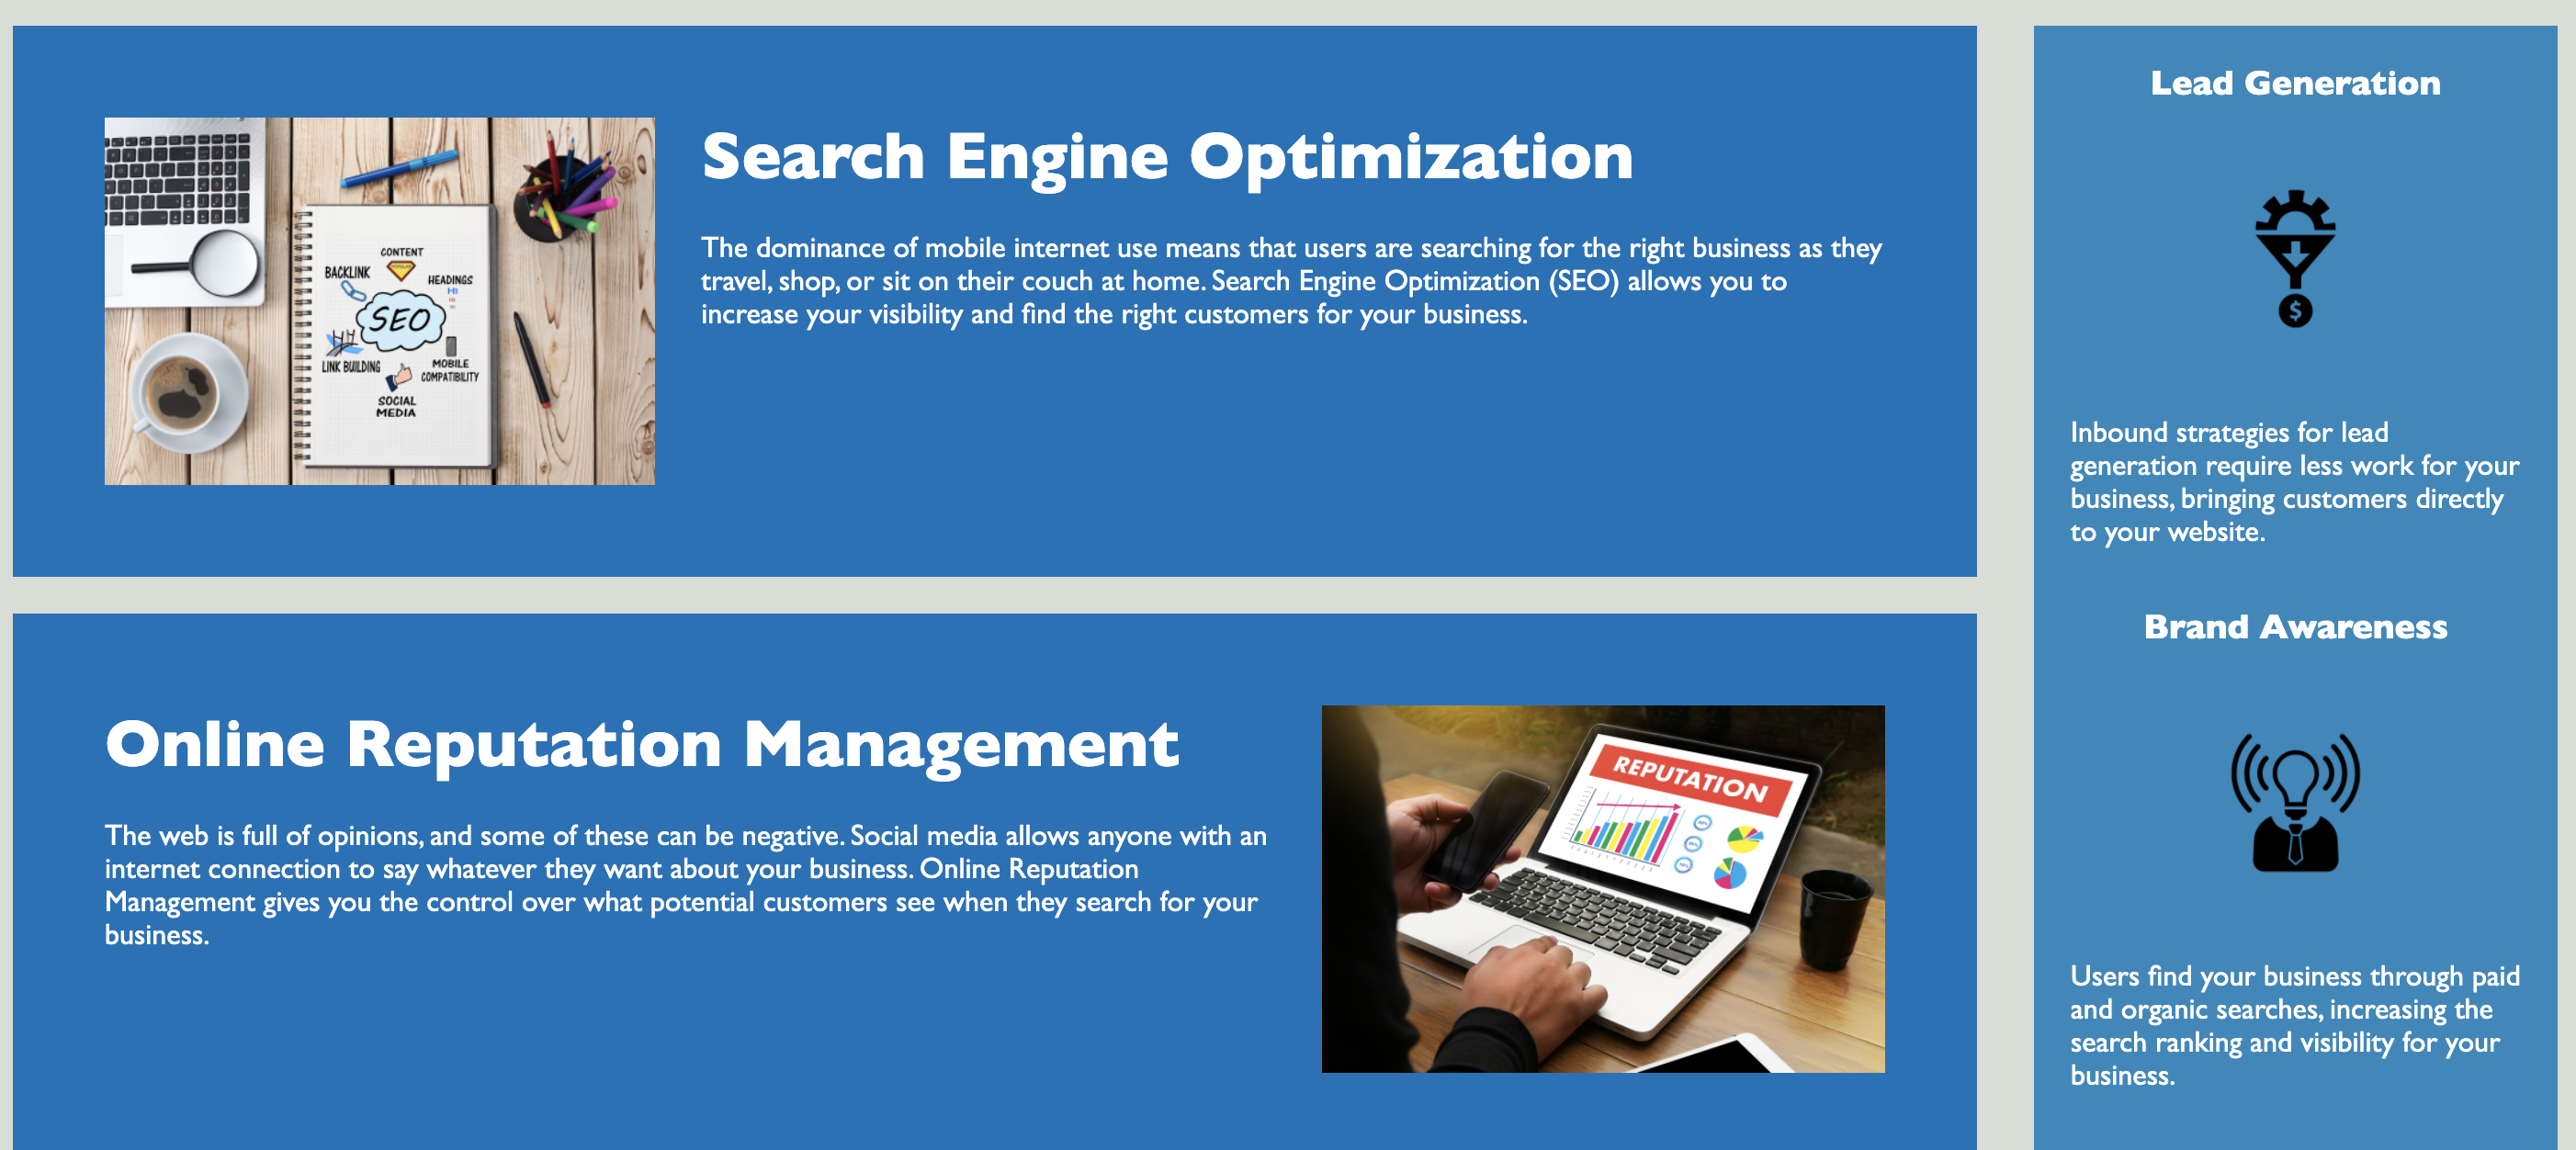 Search Engine Optimization
The dominance of mobile internet use means that users are searching for the right business as they
travel, shop, or sit on their couch at home. Search Engine Optimization (SEO) allows you to
increase your visibility and find the right customers for your business.
CONTENT
BACKLINK
HEADINGS
H1
SEO
LINK BUILDING
MOBILE
COMPATIBILITY
SOCIAL
MEDIA
Online Reputation Management
The web is full of opinions, and some of these can be negative. Social media allows anyone with an
internet connection to say whatever they want about your business. Online Reputation
Management gives you the control over what potential customers see when they search for your
business.
REPUTATION
Lead Generation
$
Inbound strategies for lead
generation require less work for your
business, bringing customers directly
to your website.
Brand Awareness
Users find your business through paid
and organic searches, increasing the
search ranking and visibility for your
business.